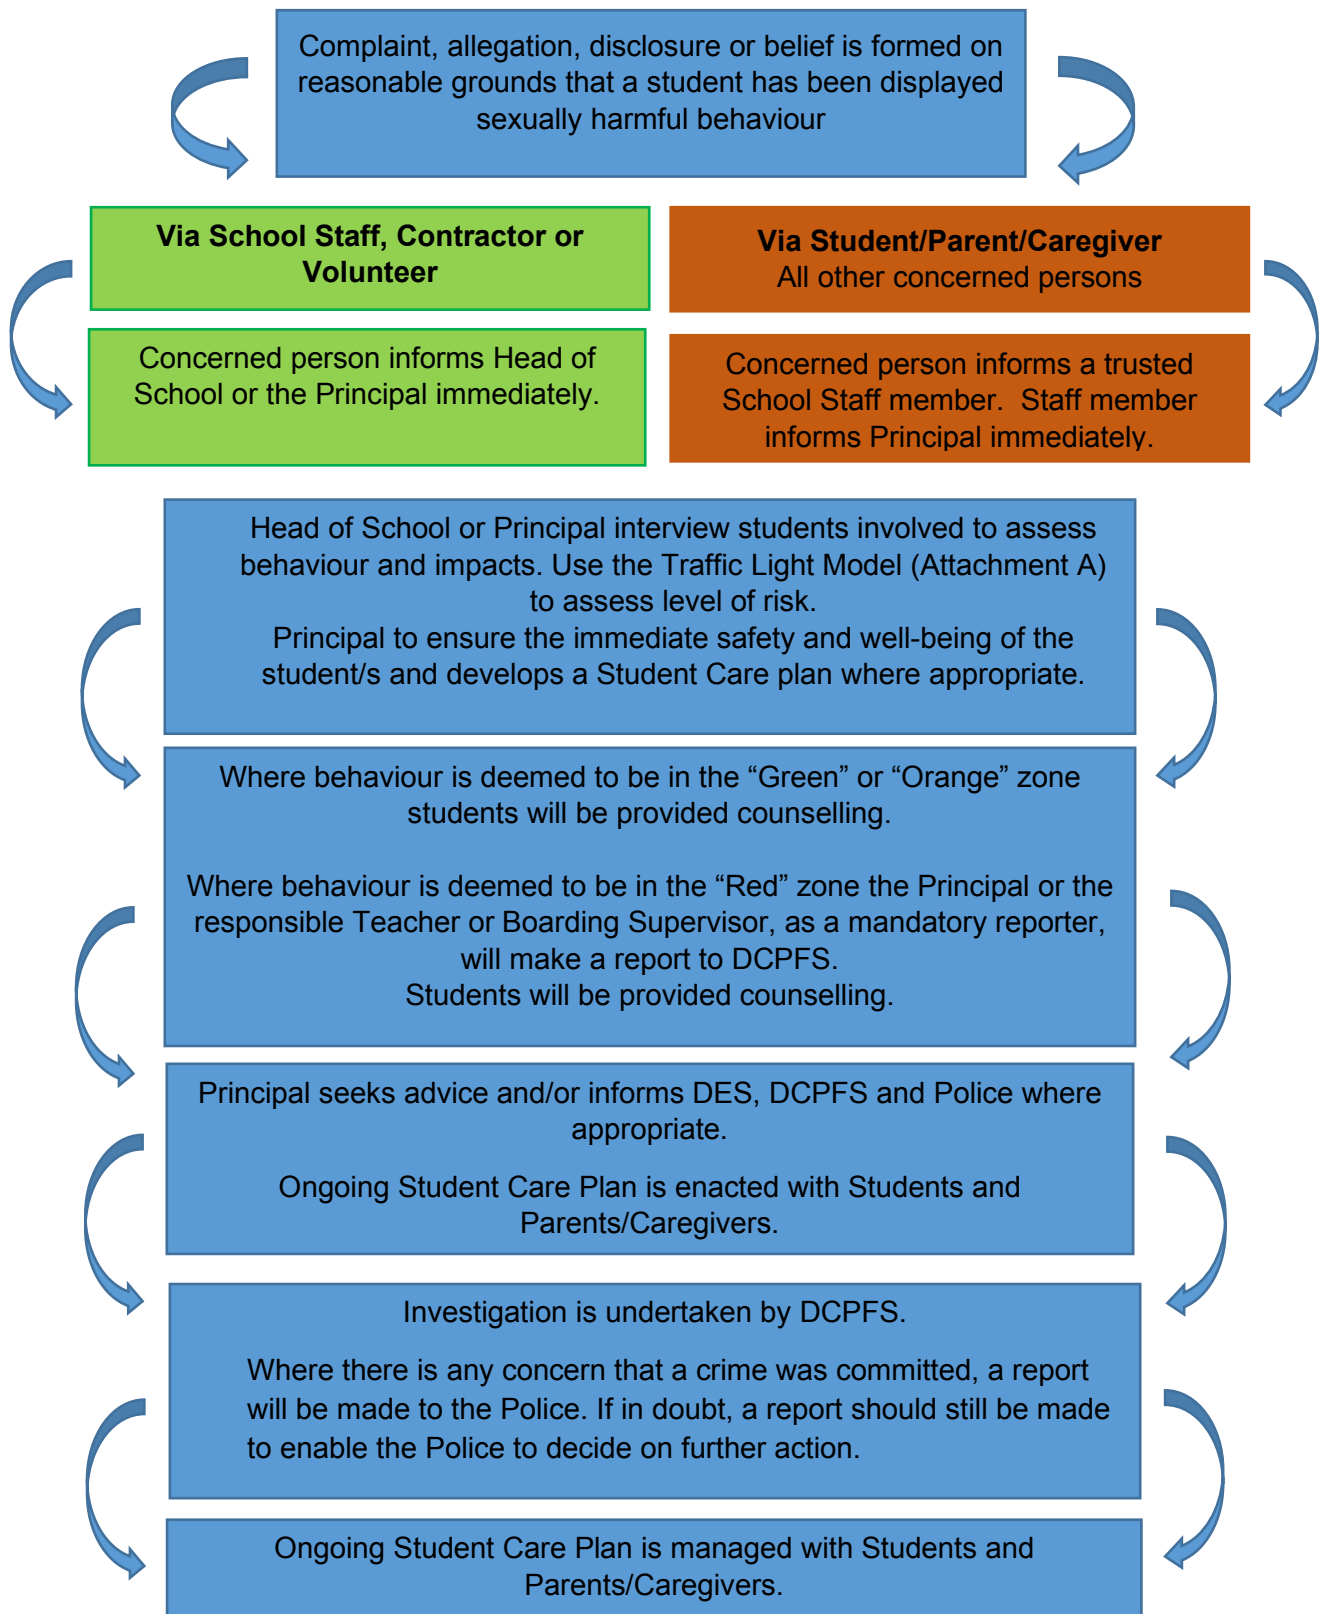 Complaint, allegation, disclosure or belief is formed on
reasonable grounds that a student has been displayed
sexually harmful behaviour
Via School Staff, Contractor or
Volunteer
Via Student/Parent/Caregiver
All other concerned persons
Concerned person informs Head of
School or the Principal immediately.
Concerned person informs a trusted
School Staff member. Staff member
informs Principal immediately.
Head of School or Principal interview students involved to assess
behaviour and impacts. Use the Traffic Light Model (Attachment A)
to assess level of risk.
Principal to ensure the immediate safety and well-being of the
student/s and develops a Student Care plan where appropriate.
Where behaviour is deemed to be in the “Green” or “Orange” zone
students will be provided counselling.
Where behaviour is deemed to be in the “Red” zone the Principal or the
responsible Teacher or Boarding Supervisor, as a mandatory reporter,
will make a report to DCPFS.
Students will be provided counselling.
Principal seeks advice and/or informs DES, DCPFS and Police where
appropriate.
Ongoing Student Care Plan is enacted with Students and
Parents/Caregivers.
Investigation is undertaken by DCPFS.
Where there is any concern that a crime was committed, a report
will be made to the Police. If in doubt, a report should still be made
to enable the Police to decide on further action.
Ongoing Student Care Plan is managed with Students and
Parents/Caregivers.